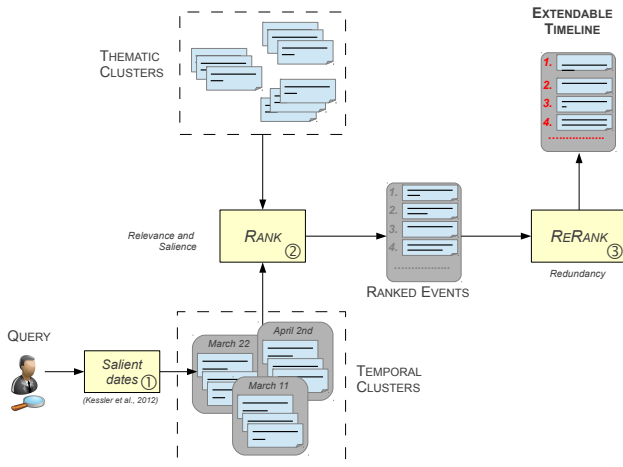 EXTENDABLE
TIMELINE
THEMATIC
CLUSTERS
1.
2.
3.
4.
Relevance and
Salience
RANK
②
1.
2.
3.
4.
RANKED EVENTS
RERANK
③
Redundancy
QUERY
Salient
dates ①
(Kessler et al., 2012)
March 22
April 2nd
March 11
TEMPORAL
CLUSTERS